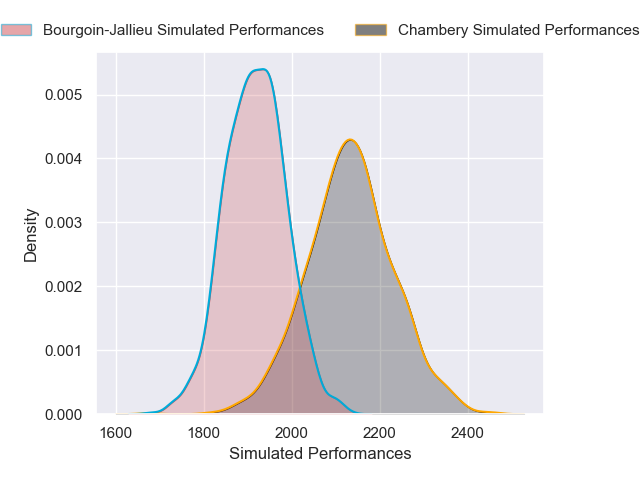 Bourgoin-Jallieu Simulated Performances Chambery Simulated Performances
0.005
0.004
0.003
0.002
0.001
0.000
Density
1600 1800 2000 2200 2400
Simulated Performances